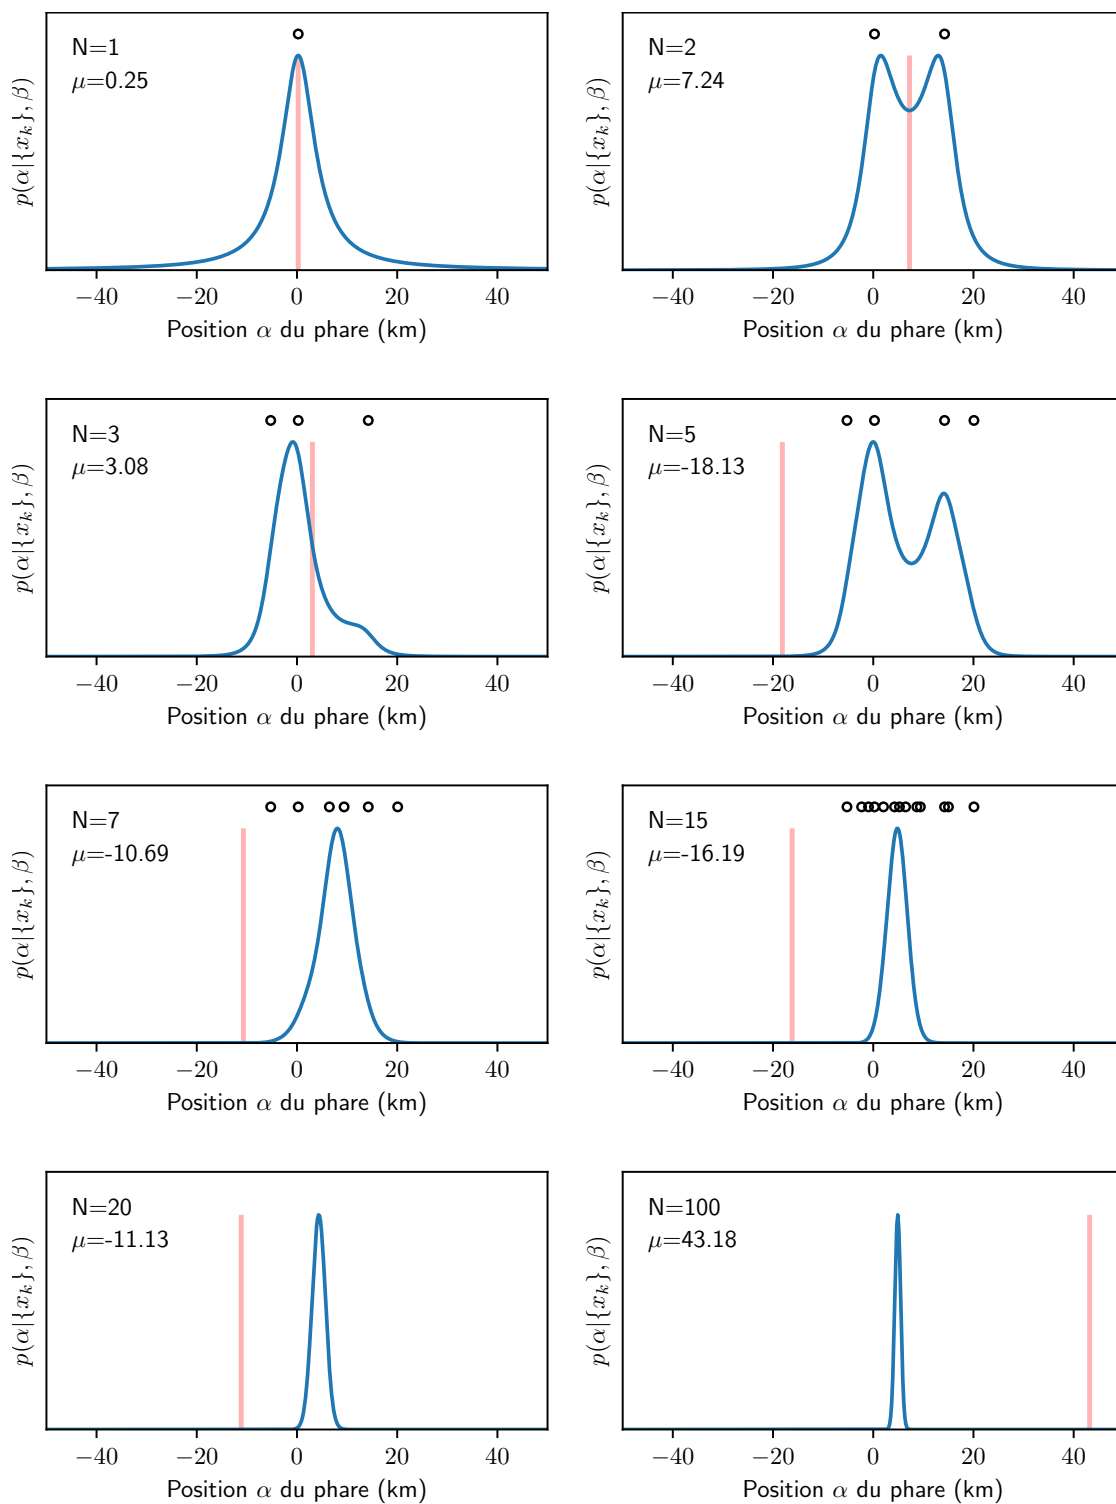 N=1
μ=0.25
p(α|{x_k}, β)
−40 −20 0 20 40
Position α du phare (km)
N=2
μ=7.24
p(α|{x_k}, β)
−40 −20 0 20 40
Position α du phare (km)
N=3
μ=3.08
p(α|{x_k}, β)
−40 −20 0 20 40
Position α du phare (km)
N=5
μ=-18.13
p(α|{x_k}, β)
−40 −20 0 20 40
Position α du phare (km)
N=7
μ=-10.69
p(α|{x_k}, β)
−40 −20 0 20 40
Position α du phare (km)
N=15
μ=-16.19
p(α|{x_k}, β)
−40 −20 0 20 40
Position α du phare (km)
N=20
μ=-11.13
p(α|{x_k}, β)
−40 −20 0 20 40
Position α du phare (km)
N=100
μ=43.18
p(α|{x_k}, β)
−40 −20 0 20 40
Position α du phare (km)